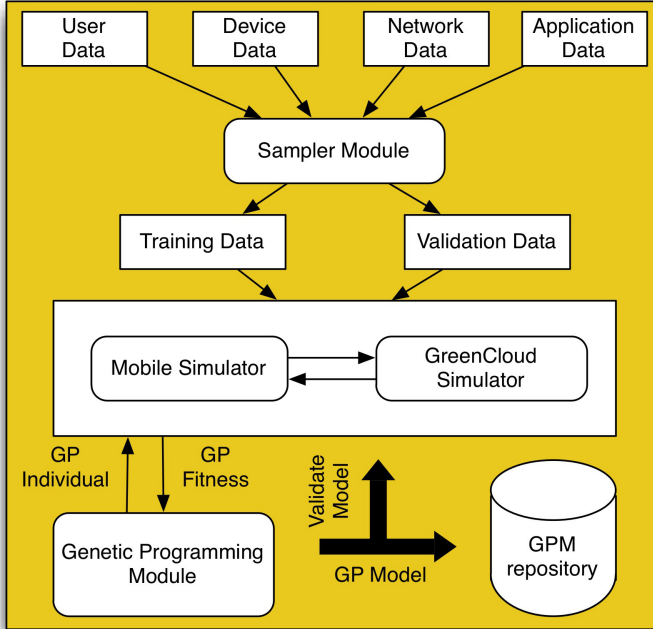 User
Data
Device
Data
Network
Data
Application
Data
Sampler Module
Training Data
Validation Data
Mobile Simulator
GreenCloud
Simulator
GP
Individual
GP
Fitness
Validate
Model
Genetic Programming
Module
GP Model
GPM
repository